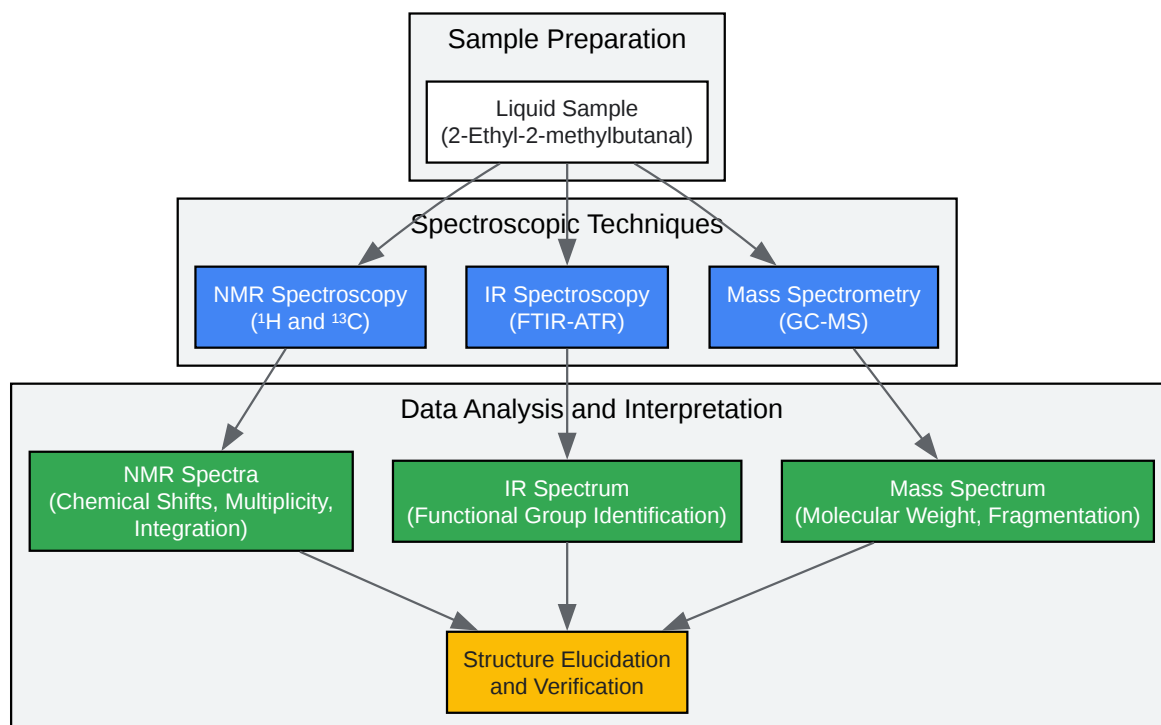 Sample Preparation
Liquid Sample
(2-Ethyl-2-methylbutanal)
Spectroscopic Techniques
NMR Spectroscopy
(¹H and ¹³C)
IR Spectroscopy
(FTIR-ATR)
Mass Spectrometry
(GC-MS)
Data Analysis and Interpretation
NMR Spectra
(Chemical Shifts, Multiplicity,
Integration)
IR Spectrum
(Functional Group Identification)
Mass Spectrum
(Molecular Weight, Fragmentation)
Structure Elucidation
and Verification